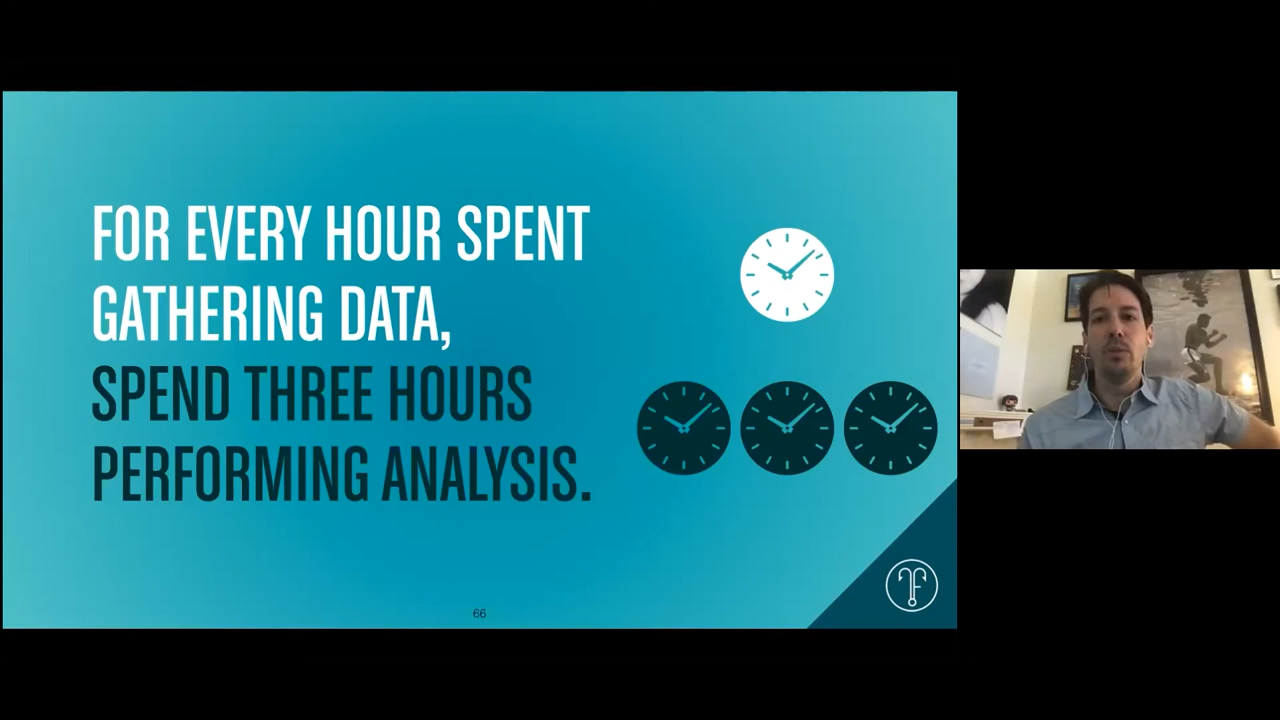 FOR EVERY HOUR SPENT
GATHERING DATA,
SPEND THREE HOURS
PERFORMING ANALYSIS.
66